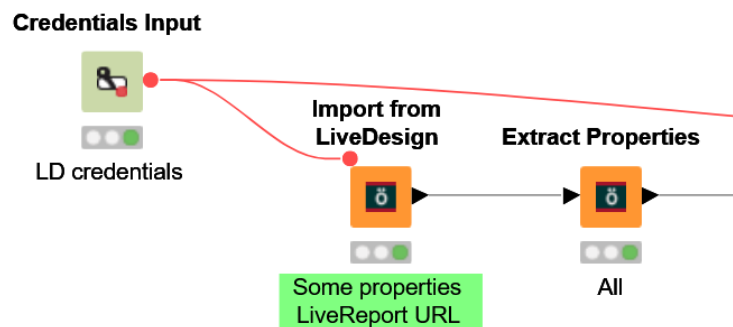 Credentials Input
LD credentials
Import from
LiveDesign
ö
Some properties
LiveReport URL
Extract Properties
ö
All